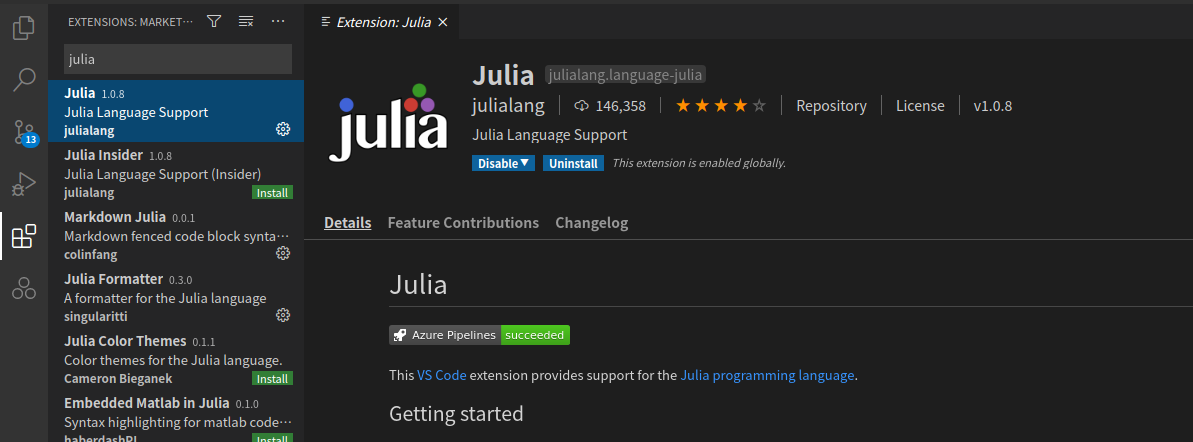 EXTENSIONS: MARKET…
julia
Julia 1.0.8
Julia Language Support
julialang
13
Julia Insider 1.0.8
Julia Language Support (Insider)
julialang Install
Markdown Julia 0.0.1
Markdown fenced code block synta…
colinfang
Julia Formatter 0.3.0
A formatter for the Julia language
singularitti
Julia Color Themes 0.1.1
Color themes for the Julia language.
Cameron Bieganek Install
Embedded Matlab in Julia 0.1.0
Syntax highlighting for matlab code…
haberdashPI Install
Extension: Julia
julia
Julia julialang.language-julia
julialang 146,358 Repository License v1.0.8
Julia Language Support
Disable Uninstall This extension is enabled globally.
Details Feature Contributions Changelog
Julia
Azure Pipelines succeeded
This VS Code extension provides support for the Julia programming language.
Getting started